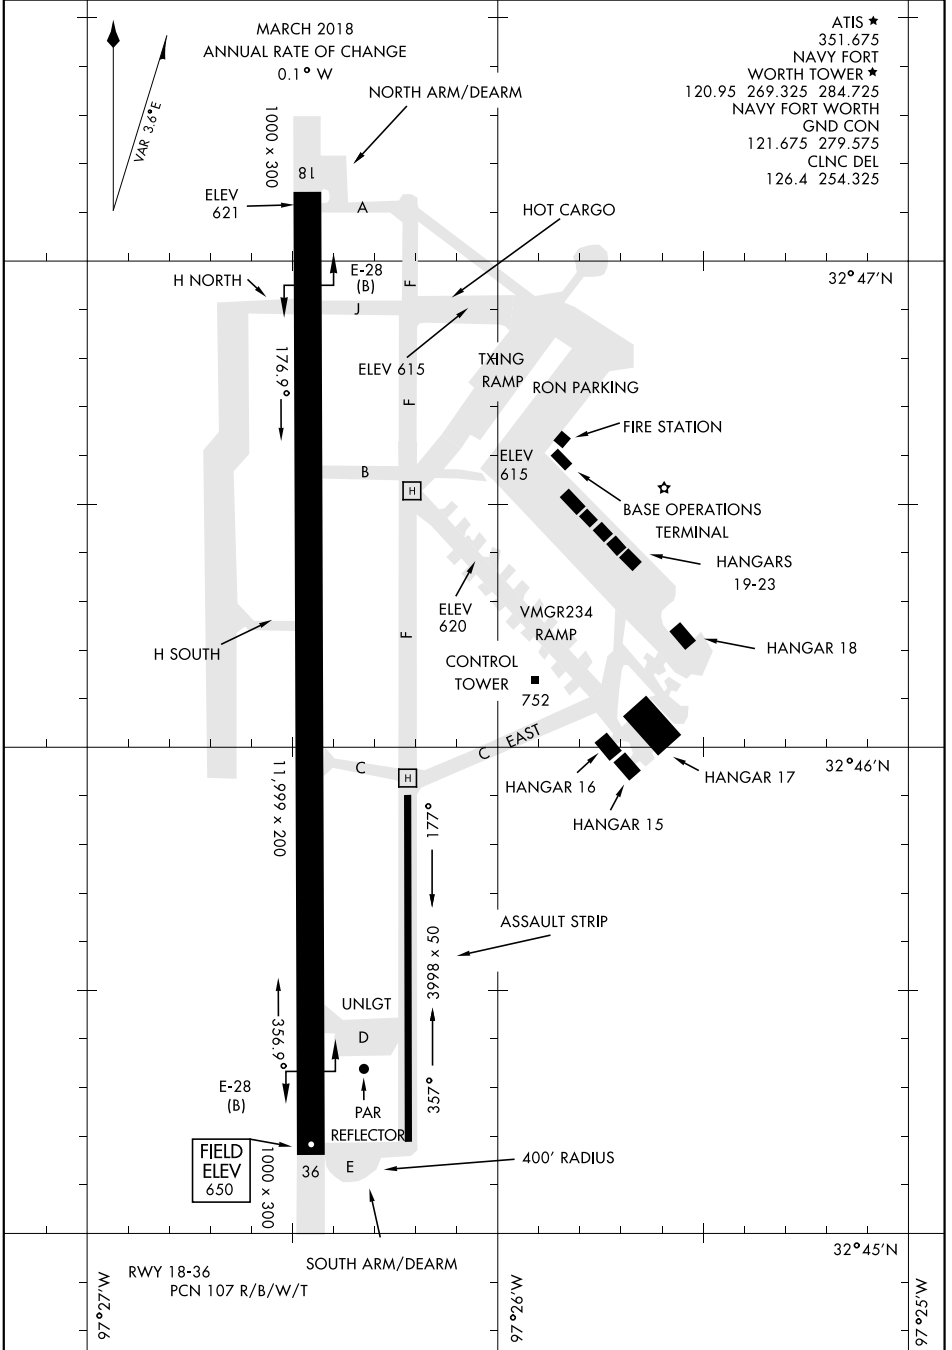 MARCH 2018
ANNUAL RATE OF CHANGE
0.1° W
VAR 3.6°E
ATIS ★
351.675
NAVY FORT
WORTH TOWER ★
120.95 269.325 284.725
NAVY FORT WORTH
GND CON
121.675 279.575
CLNC DEL
126.4 254.325
NORTH ARM/DEARM
1000 x 300
18
ELEV
621
A
HOT CARGO
H NORTH
E-28
(B)
F
32°47'N
J
176.9°
ELEV 615
TXING
RAMP
RON PARKING
F
FIRE STATION
ELEV
615
B
H
BASE OPERATIONS
TERMINAL
HANGARS
19-23
ELEV
620
VMGR234
RAMP
F
H SOUTH
HANGAR 18
CONTROL
TOWER
752
C EAST
C
H
32°46'N
HANGAR 16
HANGAR 17
HANGAR 15
11,999 x 200
177°
ASSAULT STRIP
3998 x 50
UNLGT
D
356.9°
E-28
(B)
PAR
REFLECTOR
357°
FIELD
ELEV
650
1000 x 300
36
E
400' RADIUS
SOUTH ARM/DEARM
32°45'N
RWY 18-36
PCN 107 R/B/W/T
97°27'W
97°26'W
97°25'W